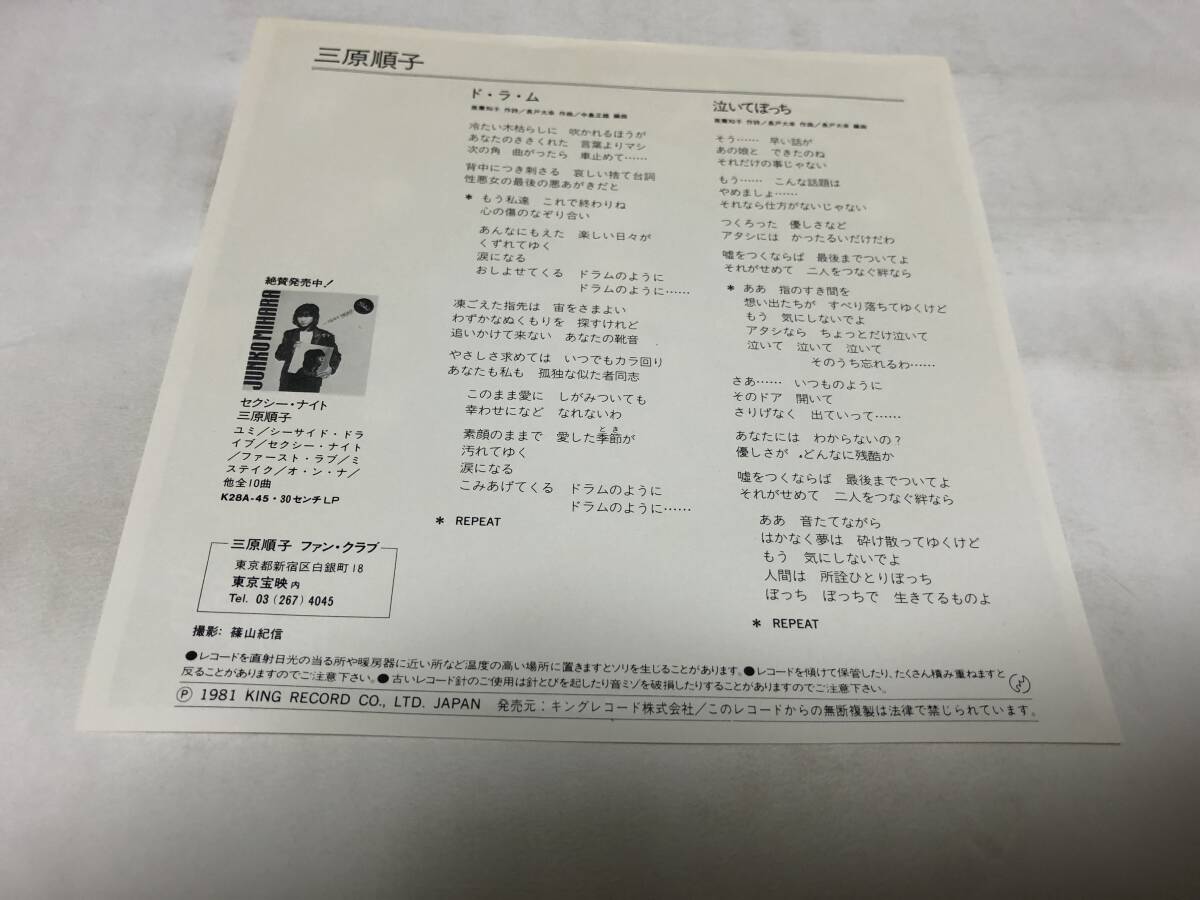 三原順子
ド・ラ・ム
亜蘭知子 作詩/長戸大幸 作曲/中島正雄 編曲
冷たい木枯らしに 吹かれるほうが
あなたのささくれた 言葉よりマシ
次の角 曲がったら 車止めて……
背中につき刺さる 哀しい捨て台詞
性悪女の最後の悪あがきだと
* もう私達 これで終わりね
心の傷のなぞり合い
あんなにもえた 楽しい日々が
くずれてゆく
涙になる
おしよせてくる ドラムのように
ドラムのように……
凍ごえた指先は 宙をさまよい
わずかなぬくもりを 探すけれど
追いかけて来ない あなたの靴音
やさしさ求めては いつでもカラ回り
あなたも私も 孤独な似た者同志
このまま愛に しがみついても
幸わせになど なれないわ
素顔のままで 愛した季節が
とき
汚れてゆく
涙になる
こみあげてくる ドラムのように
ドラムのように……
* REPEAT
泣いてぼっち
亜蘭知子 作詩/長戸大幸 作曲/長戸大幸 編曲
そう…… 早い話が
あの娘と できたのね
それだけの事じゃない
もう…… こんな話題は
やめましょ……
それなら仕方がないじゃない
つくろった 優しさなど
アタシには かったるいだけだわ
嘘をつくならば 最後までついてよ
それがせめて 二人をつなぐ絆なら
* ああ 指のすき間を
想い出たちが すべり落ちてゆくけど
もう 気にしないでよ
アタシなら ちょっとだけ泣いて
泣いて 泣いて 泣いて
そのうち忘れるわ……
さあ…… いつものように
そのドア 開いて
さりげなく 出ていって……
あなたには わからないの?
優しさが どんなに残酷か
嘘をつくならば 最後までついてよ
それがせめて 二人をつなぐ絆なら
ああ 音たてながら
はかなく夢は 砕け散ってゆくけど
もう 気にしないでよ
人間は 所詮ひとりぼっち
ぼっち ぼっちで 生きてるものよ
* REPEAT
絶賛発売中!
JUNKO MIHARA
セクシー・ナイト
三原順子
ユミ/シーサイド・ドラ
イブ/セクシー・ナイト
/ファースト・ラブ/ミ
ステイク/オ・ン・ナ/
他全10曲
K28A-45・30センチLP
三原順子 ファン・クラブ
東京都新宿区白銀町18
東京宝映内
Tel. 03 (267) 4045
撮影: 篠山紀信
●レコードを直射日光の当る所や暖房器に近い所など温度の高い場所に置きますとソリを生じることがあります。●レコードを傾けて保管したり、たくさん積み重ねますと
反ることがありますのでご注意下さい。●古いレコード針のご使用は針とびを起したり音ミゾを破損したりすることがありますのでご注意下さい。
Ⓟ 1981 KING RECORD CO., LTD. JAPAN 発売元:キングレコード株式会社/このレコードからの無断複製は法律で禁じられています。